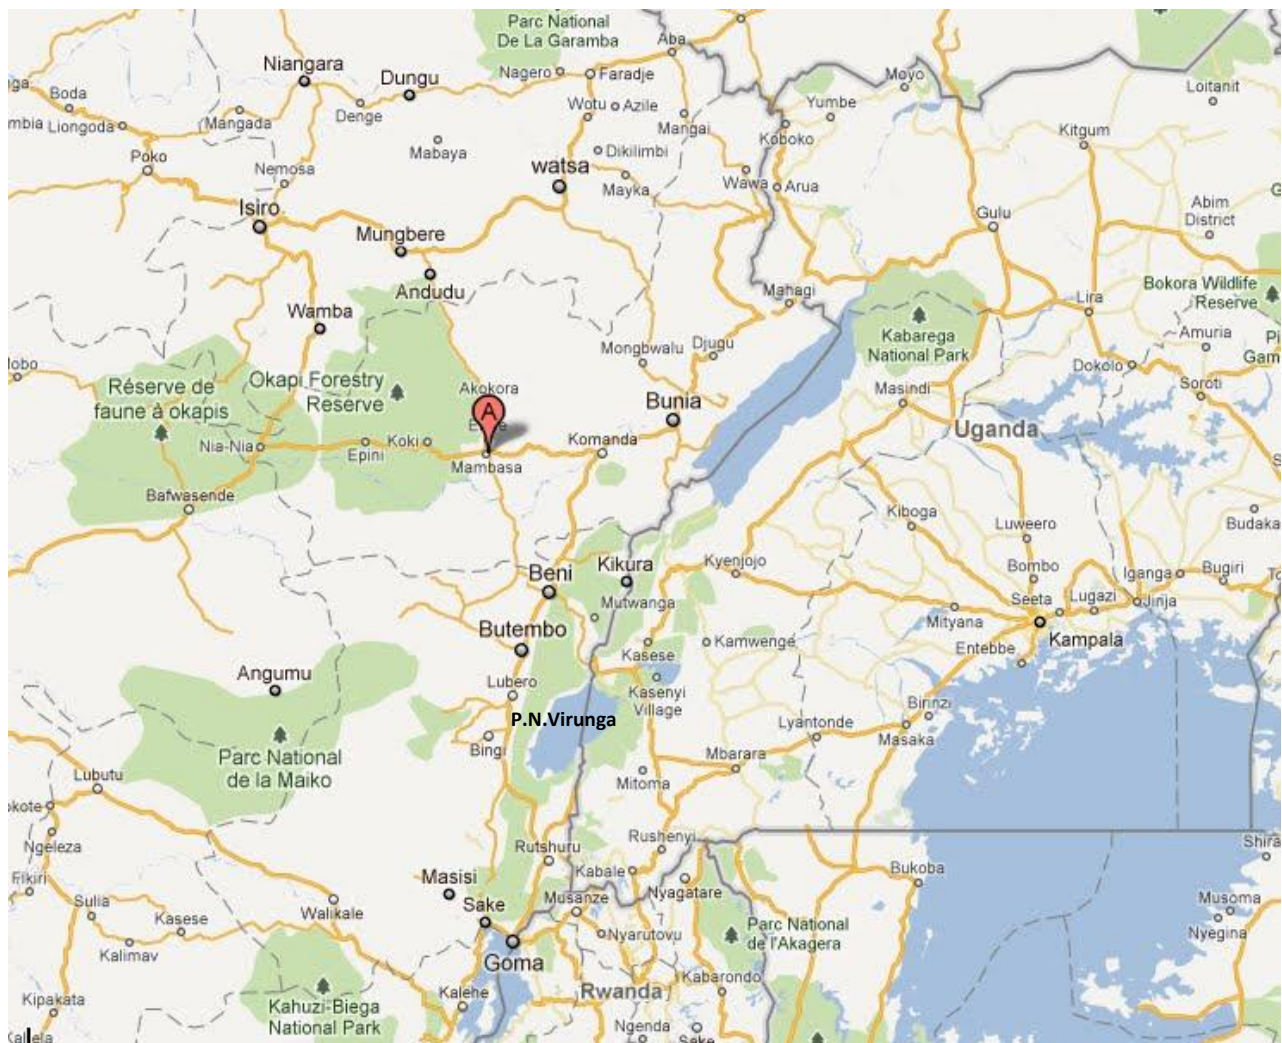 Parc National
De La Garamba
Aba
Niangara
Dungu
Nagero
Faradje
Moyo
Loitanit
Boda
Denge
Wotu
Azile
Yumbe
mbia
Liongoda
Mangada
Mangai
Koboko
Kitgum
Mabaya
Dikilimbi
Poko
Nemosa
watsa
Mayka
Wawa
Arua
Isiro
Abim
District
Gulu
Mungbere
Andudu
Mahagi
Bokora Wildlife
Reserve
Lira
Wamba
Kabarega
National Park
Amuria
Mongbwalu
Djugu
Dokolo
Réserve de
faune à okapis
Okapi Forestry
Reserve
Akokora
Masindi
Soroti
Bunia
A
Uganda
Nia-Nia
Epini
Koki
Komanda
Mambasa
Bafwasende
Kiboga
Luweero
Budaka
Beni
Kikura
Kyenjojo
Bombo
Iganga
Bugiri
Mutwanga
Seeta
Lugazi
Jinja
Mityana
Butembo
Kamwenge
Kampala
Kasese
Entebbe
Angumu
Lubero
Kasenyi
Village
Birinzi
P.N.Virunga
Lyantonde
Masaka
Bingi
Parc National
de la Maiko
Mbarara
Lubutu
Mitoma
okote
Ngeleza
Rutshuru
Rushenyi
Shira
Kabale
Bukoba
Masisi
Nyagatare
Sulia
Kasese
Walikale
Sake
Musanze
Musoma
Nyegina
Parc National
de l'Akagera
Nyarutovu
Kalimav
Goma
Kabarondo
Kalehe
Rwanda
Kipakata
Kahuzi-Biega
National Park
Ngenda
Sake